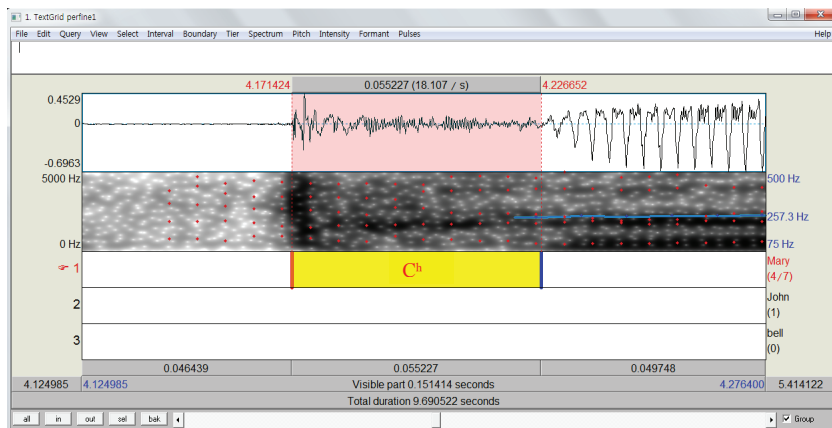 1. TextGrid perfine1
File Edit Query View Select Interval Boundary Tier Spectrum Pitch Intensity Formant Pulses Help
4.171424 0.055227 (18.107 / s) 4.226652
0.4529
0
-0.6963
5000 Hz 500 Hz
257.3 Hz
0 Hz 75 Hz
1 Cʰ Mary
(4/7)
2 John
(1)
3 bell
(0)
0.046439 0.055227 0.049748
4.124985 4.124985 Visible part 0.151414 seconds 4.276400 5.414122
Total duration 9.690522 seconds
all in out sel bak Group